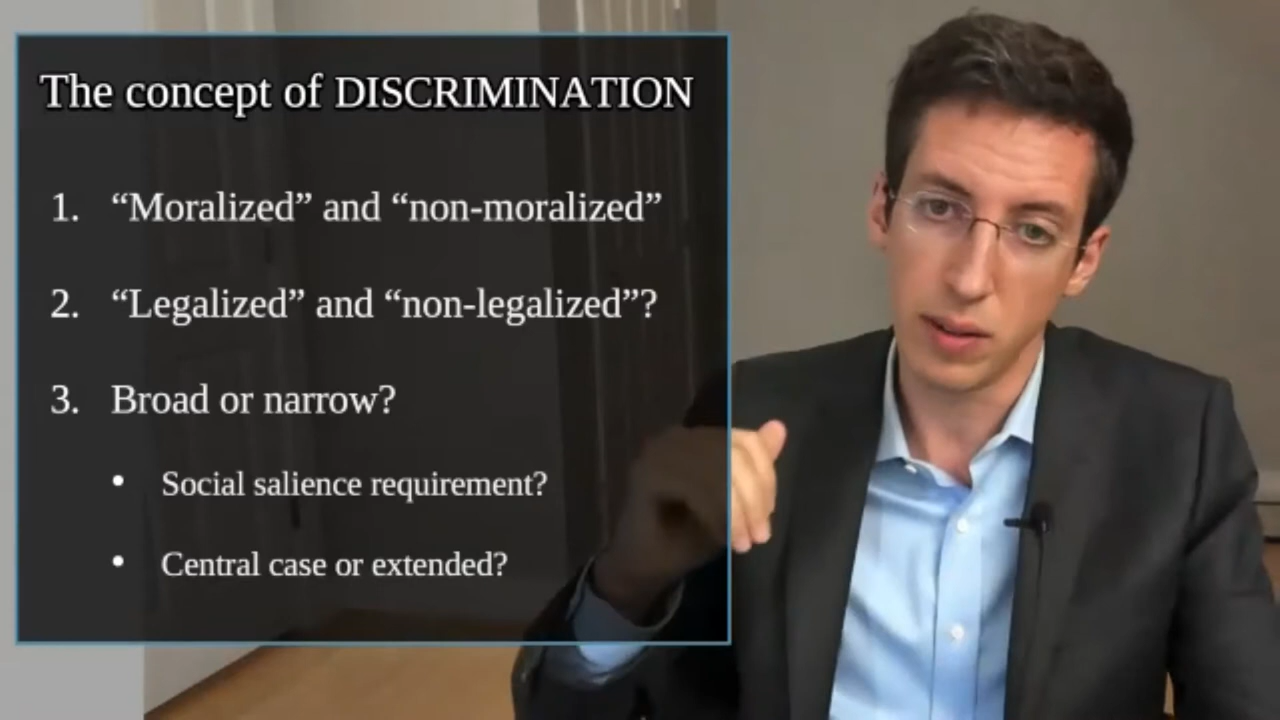 The concept of DISCRIMINATION
1. “Moralized” and “non-moralized”
2. “Legalized” and “non-legalized”?
3. Broad or narrow?
• Social salience requirement?
• Central case or extended?